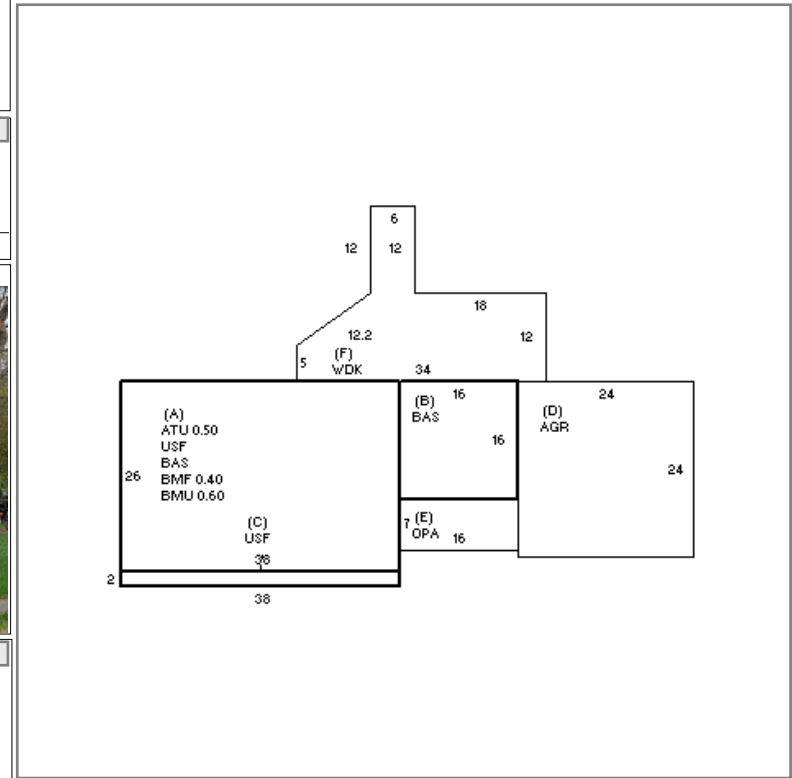 6
12
12
18
12.2
12
5
(F)
WDK
34
16
24
(A)
ATU 0.50
USF
BAS
BMF 0.40
BMU 0.60
(B)
BAS
(D)
AGR
16
24
26
(C)
USF
38
7
(E)
OPA
16
2
38